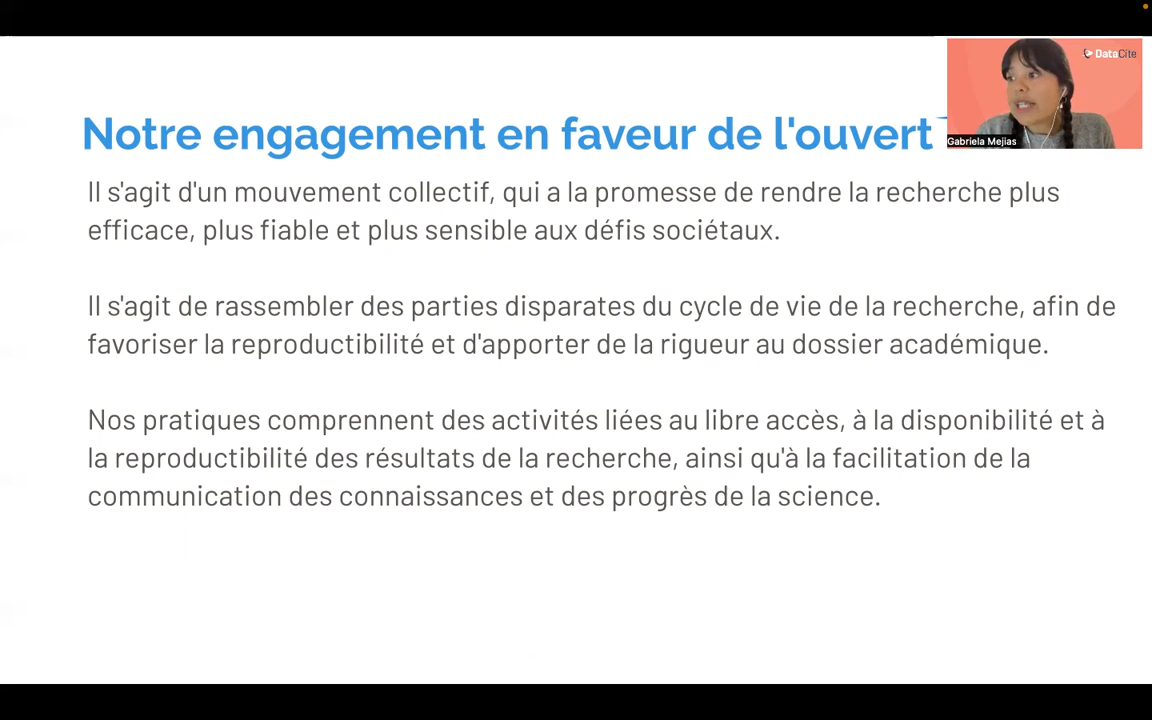 DataCite
Gabriela Mejias
Notre engagement en faveur de l'ouvert
Il s'agit d'un mouvement collectif, qui a la promesse de rendre la recherche plus
efficace, plus fiable et plus sensible aux défis sociétaux.
Il s'agit de rassembler des parties disparates du cycle de vie de la recherche, afin de
favoriser la reproductibilité et d'apporter de la rigueur au dossier académique.
Nos pratiques comprennent des activités liées au libre accès, à la disponibilité et à
la reproductibilité des résultats de la recherche, ainsi qu'à la facilitation de la
communication des connaissances et des progrès de la science.